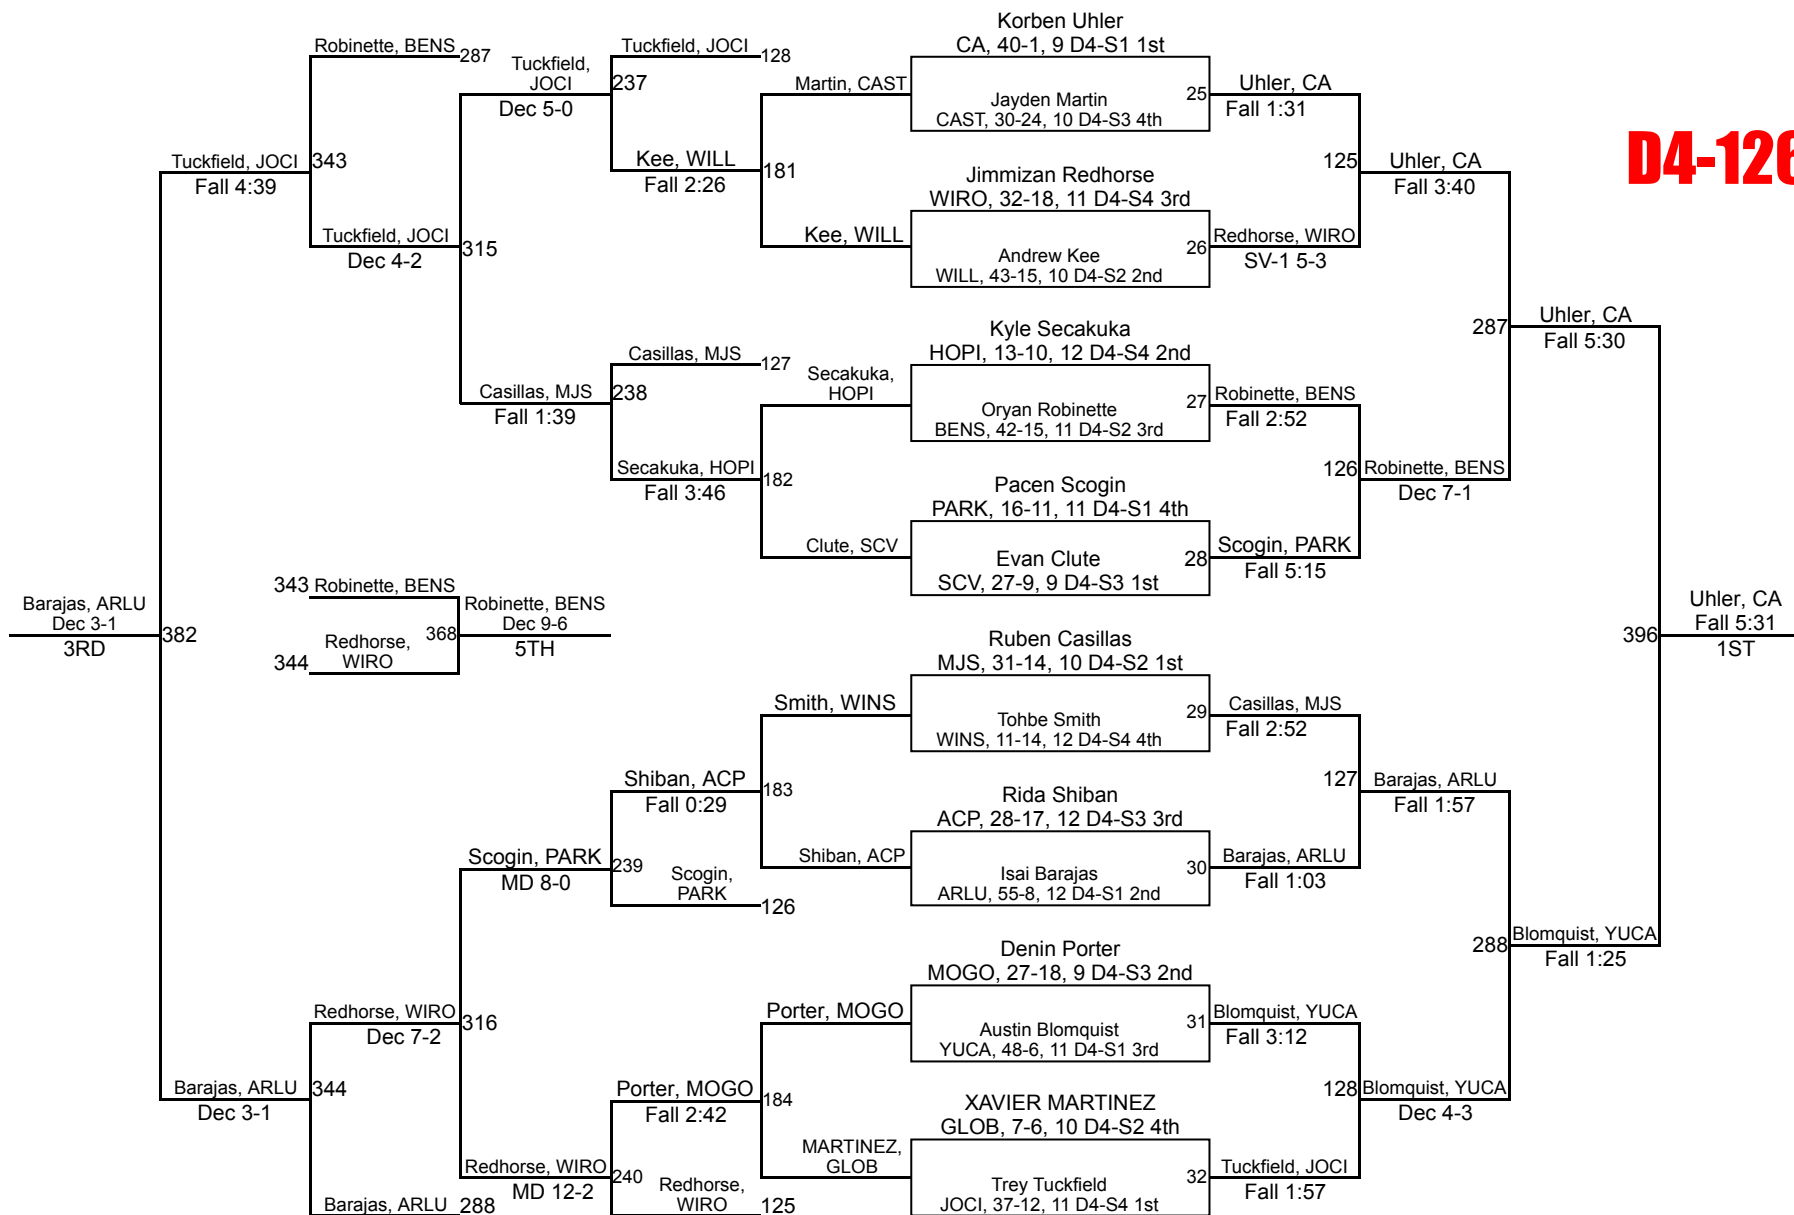 Korben Uhler
CA, 40-1, 9 D4-S1 1st
Robinette, BENS
287
Tuckfield,
JOCI
Dec 5-0
Tuckfield, JOCI
128
237
Martin, CAST
Jayden Martin
CAST, 30-24, 10 D4-S3 4th
25
Uhler, CA
Fall 1:31
D4-126
Tuckfield, JOCI
Fall 4:39
343
Kee, WILL
Fall 2:26
181
Jimmizan Redhorse
WIRO, 32-18, 11 D4-S4 3rd
125
Uhler, CA
Fall 3:40
Tuckfield, JOCI
Dec 4-2
315
Kee, WILL
Andrew Kee
WILL, 43-15, 10 D4-S2 2nd
26
Redhorse, WIRO
SV-1 5-3
Kyle Secakuka
HOPI, 13-10, 12 D4-S4 2nd
287
Uhler, CA
Fall 5:30
Casillas, MJS
127
Casillas, MJS
Fall 1:39
238
Secakuka,
HOPI
Oryan Robinette
BENS, 42-15, 11 D4-S2 3rd
27
Robinette, BENS
Fall 2:52
Secakuka, HOPI
Fall 3:46
182
Pacen Scogin
PARK, 16-11, 11 D4-S1 4th
126
Robinette, BENS
Dec 7-1
Clute, SCV
Evan Clute
SCV, 27-9, 9 D4-S3 1st
28
Scogin, PARK
Fall 5:15
343
Robinette, BENS
Barajas, ARLU
Dec 3-1
3RD
382
344
Redhorse,
WIRO
368
Robinette, BENS
Dec 9-6
5TH
Ruben Casillas
MJS, 31-14, 10 D4-S2 1st
396
Uhler, CA
Fall 5:31
1ST
Smith, WINS
Tohbe Smith
WINS, 11-14, 12 D4-S4 4th
29
Casillas, MJS
Fall 2:52
Shiban, ACP
Fall 0:29
183
Rida Shiban
ACP, 28-17, 12 D4-S3 3rd
127
Barajas, ARLU
Fall 1:57
Scogin, PARK
MD 8-0
239
Scogin,
PARK
126
Shiban, ACP
Isai Barajas
ARLU, 55-8, 12 D4-S1 2nd
30
Barajas, ARLU
Fall 1:03
Denin Porter
MOGO, 27-18, 9 D4-S3 2nd
288
Blomquist, YUCA
Fall 1:25
Redhorse, WIRO
Dec 7-2
316
Porter, MOGO
Austin Blomquist
YUCA, 48-6, 11 D4-S1 3rd
31
Blomquist, YUCA
Fall 3:12
Barajas, ARLU
Dec 3-1
344
Porter, MOGO
Fall 2:42
184
XAVIER MARTINEZ
GLOB, 7-6, 10 D4-S2 4th
128
Blomquist, YUCA
Dec 4-3
Redhorse, WIRO
MD 12-2
240
MARTINEZ,
GLOB
Trey Tuckfield
JOCI, 37-12, 11 D4-S4 1st
32
Tuckfield, JOCI
Fall 1:57
Barajas, ARLU
288
Redhorse,
WIRO
125